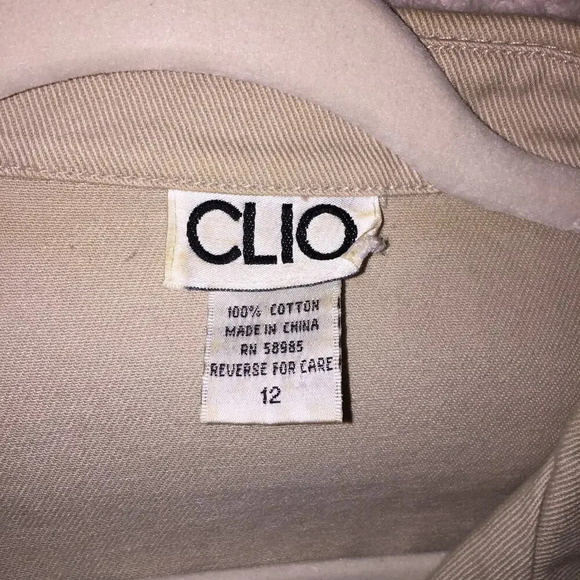 CLIO
100% COTTON
MADE IN CHINA
RN 58985
REVERSE FOR CARE
12